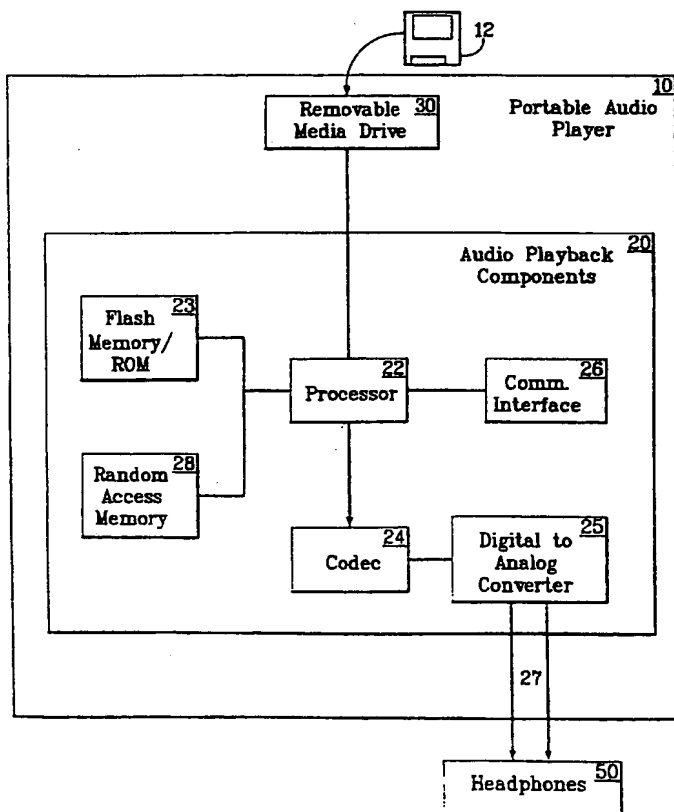 12
10
Portable Audio
Player
30
Removable
Media Drive
20
Audio Playback
Components
23
Flash
Memory/
ROM
22
Processor
26
Comm.
Interface
28
Random
Access
Memory
24
Codec
25
Digital to
Analog
Converter
27
50
Headphones